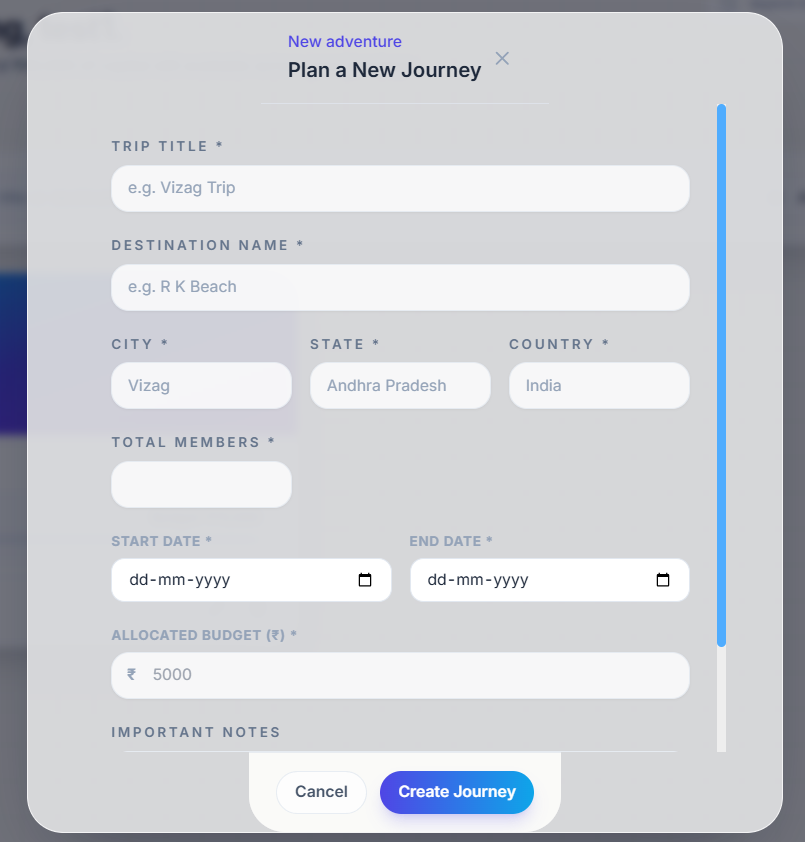 New adventure
Plan a New Journey
TRIP TITLE *
e.g. Vizag Trip
DESTINATION NAME *
e.g. R K Beach
CITY * STATE * COUNTRY *
Vizag Andhra Pradesh India
TOTAL MEMBERS *
START DATE * END DATE *
dd-mm-yyyy dd-mm-yyyy
ALLOCATED BUDGET (₹) *
₹ 5000
IMPORTANT NOTES
Cancel Create Journey